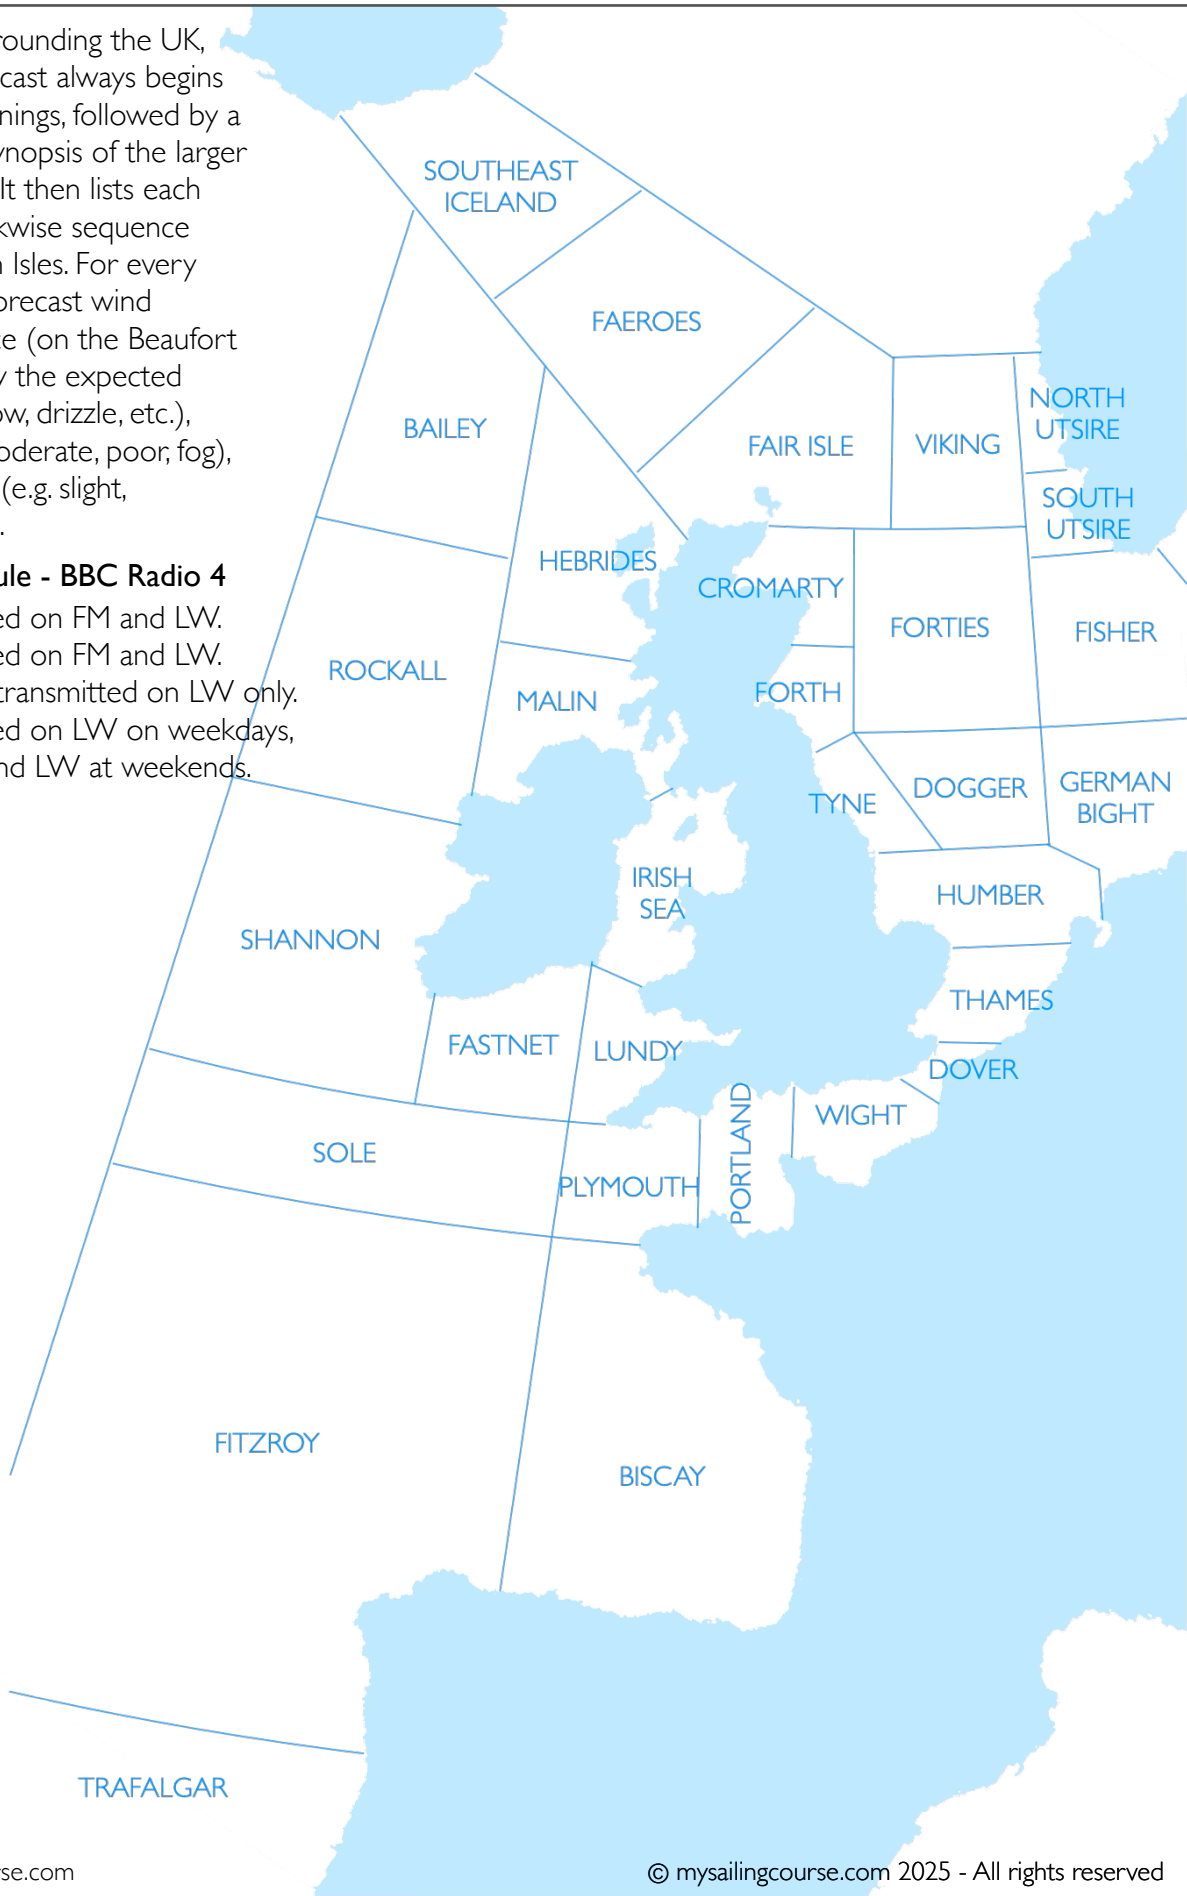 rounding the UK,
cast always begins
nings, followed by a
ynopsis of the larger
It then lists each
kwise sequence
n Isles. For every
orecast wind
e (on the Beaufort
y the expected
ow, drizzle, etc.),
oderate, poor, fog),
(e.g. slight,
.
ule - BBC Radio 4
ed on FM and LW.
ed on FM and LW.
transmitted on LW only.
ed on LW on weekdays,
nd LW at weekends.
SOUTHEAST
ICELAND
FAEROES
BAILEY
FAIR ISLE
VIKING
NORTH
UTSIRE
SOUTH
UTSIRE
HEBRIDES
CROMARTY
FORTIES
FISHER
ROCKALL
MALIN
FORTH
TYNE
DOGGER
GERMAN
BIGHT
IRISH
SEA
HUMBER
SHANNON
THAMES
FASTNET
LUNDY
DOVER
PORTLAND
WIGHT
SOLE
PLYMOUTH
FITZROY
BISCAY
TRAFALGAR
rse.com
© mysailingcourse.com 2025 - All rights reserved